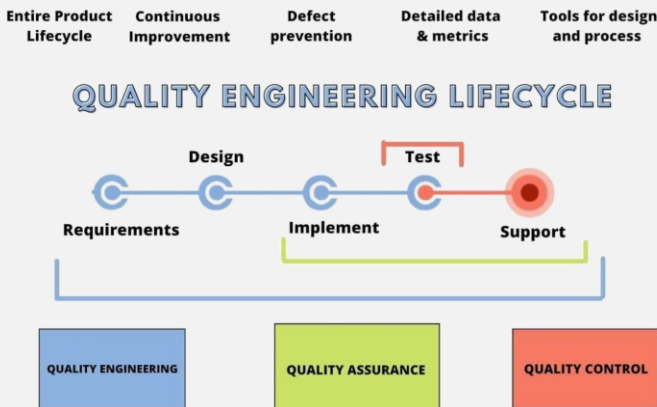 Entire Product
Lifecycle
Continuous
Improvement
Defect
prevention
Detailed data
& metrics
Tools for design
and process
QUALITY ENGINEERING LIFECYCLE
Design
Test
Requirements
Implement
Support
QUALITY ENGINEERING
QUALITY ASSURANCE
QUALITY CONTROL